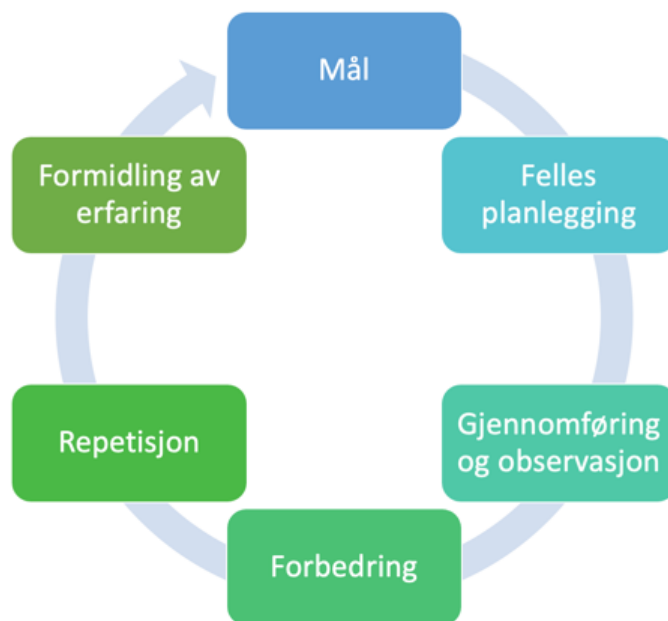 Mål
Felles
planlegging
Gjennomføring
og observasjon
Forbedring
Repetisjon
Formidling av
erfaring